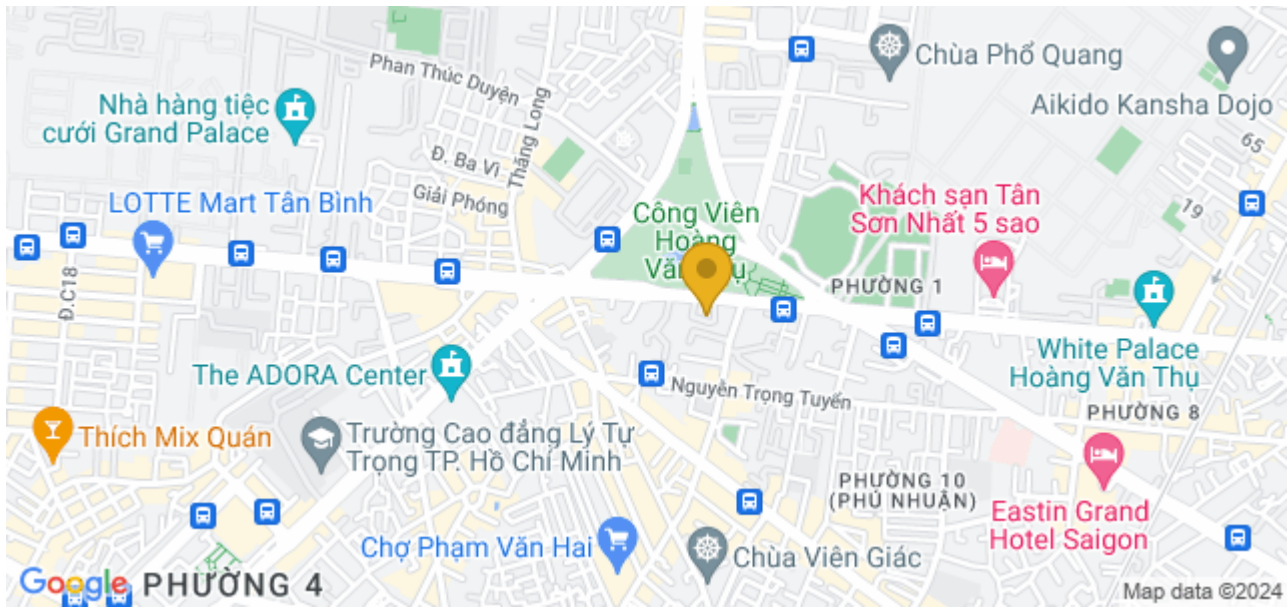 Phan Thúc Duyện
Chùa Phổ Quang
Nhà hàng tiệc
cưới Grand Palace
Thăng Long
Aikido Kansha Dojo
65
Đ. Ba Vì
Giải Phóng
LOTTE Mart Tân Bình
Công Viên
Hoàng
Văn Thụ
Khách sạn Tân
Sơn Nhất 5 sao
19
Đ.C18
PHƯỜNG 1
The ADORA Center
Nguyễn Trọng Tuyển
White Palace
Hoàng Văn Thụ
PHƯỜNG 8
Thích Mix Quán
Trường Cao đẳng Lý Tự
Trọng TP. Hồ Chí Minh
PHƯỜNG 10
(PHÚ NHUẬN)
Eastin Grand
Hotel Saigon
Chợ Phạm Văn Hai
Chùa Viên Giác
Google
PHƯỜNG 4
Map data ©2024